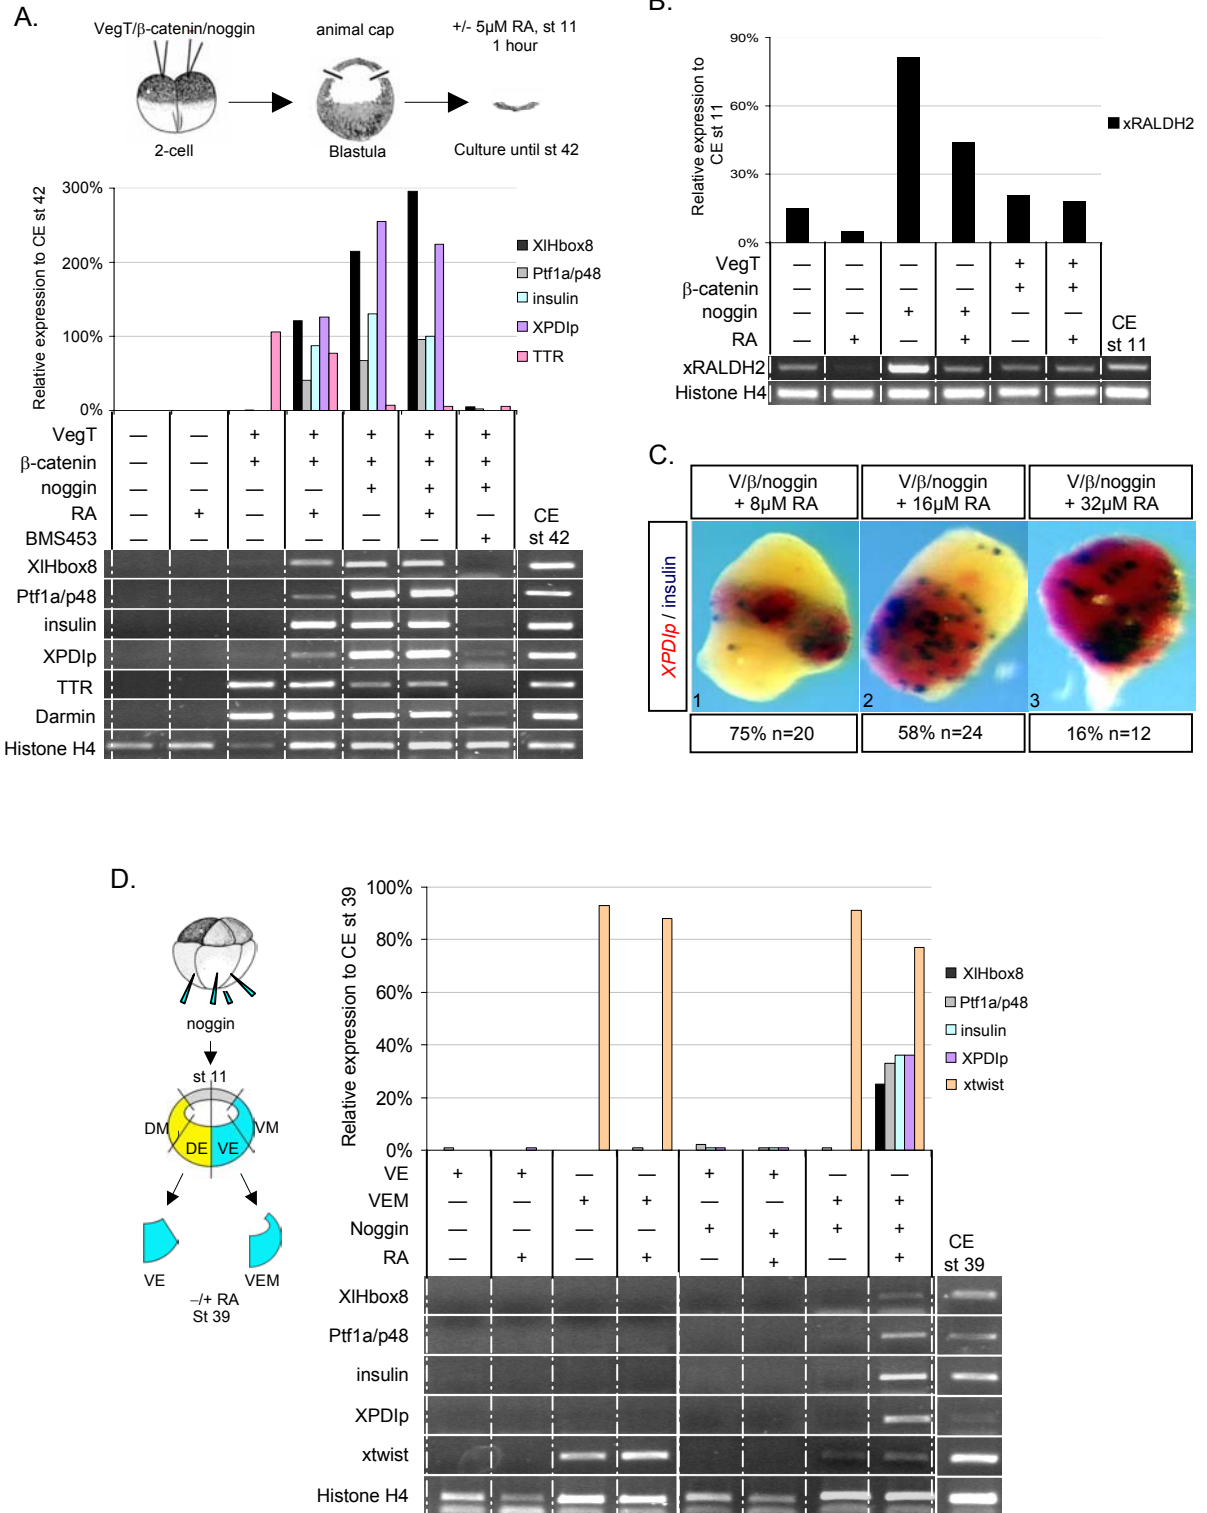 A.
VegT/β-catenin/noggin
animal cap
+/- 5µM RA, st 11
1 hour
2-cell
Blastula
Culture until st 42
Relative expression to CE st 42
300%
200%
100%
0%
XlHbox8
Ptf1a/p48
insulin
XPDIp
TTR
VegT — — + + + + +
β-catenin — — + + + + +
noggin — — — — + + +
RA — + — + — + —
BMS453 — — — — — — +
CE
st 42
XlHbox8
Ptf1a/p48
insulin
XPDIp
TTR
Darmin
Histone H4
B.
Relative expression to
CE st 11
90%
60%
30%
0%
xRALDH2
VegT — — — — + +
β-catenin — — — — + +
noggin — — + + — —
RA — + — + — +
CE
st 11
xRALDH2
Histone H4
C.
V/β/noggin
+ 8µM RA
V/β/noggin
+ 16µM RA
V/β/noggin
+ 32µM RA
XPDIp / insulin
1
2
3
75% n=20
58% n=24
16% n=12
D.
noggin
st 11
DM
VM
DE
VE
VE
VEM
–/+ RA
St 39
Relative expression to CE st 39
100%
80%
60%
40%
20%
0%
XlHbox8
Ptf1a/p48
insulin
XPDIp
xtwist
VE + + — — + + — —
VEM — — + + — — + +
Noggin — — — — + + + +
RA — + — + — + — +
CE
st 39
XlHbox8
Ptf1a/p48
insulin
XPDIp
xtwist
Histone H4